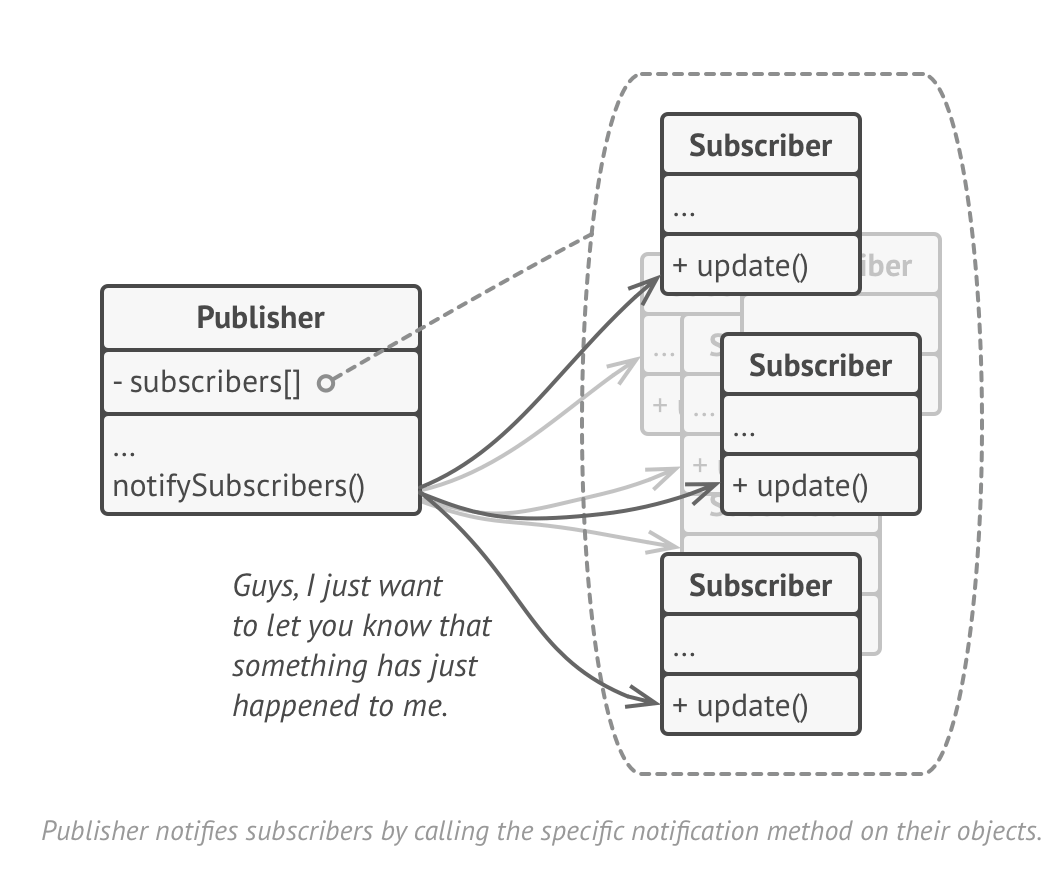 Subscriber
...
+ update()
iber
Publisher
- subscribers[]
...
notifySubscribers()
...
+
S
...
+
Subscriber
...
+ update()
S
Guys, I just want
to let you know that
something has just
happened to me.
Subscriber
...
+ update()
Publisher notifies subscribers by calling the specific notification method on their objects.